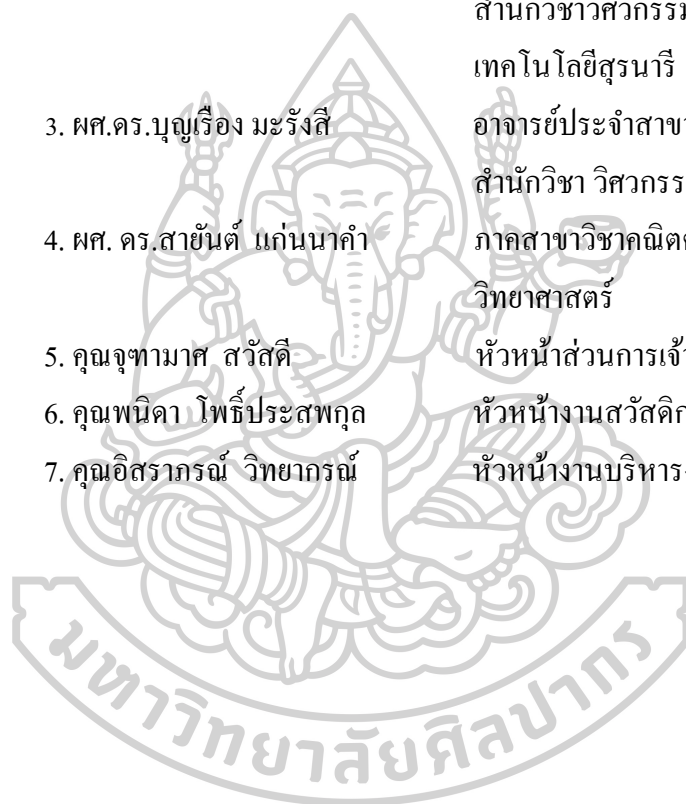 สำนักวิชาวิศวกรรม
เทคโนโลยีสุรนารี
3. ผศ.ดร.บุญเรือง มะรังสี อาจารย์ประจำสาขา
สำนักวิชา วิศวกรร
4. ผศ. ดร.สายันต์ แก่นนาคำ ภาคสาขาวิชาคณิต
วิทยาศาสตร์
5. คุณจุฑามาศ สวัสดี หัวหน้าส่วนการเจ้า
6. คุณพนิดา โพธิ์ประสพกุล หัวหน้างานสวัสดิก
7. คุณอิสราภรณ์ วิทยากรณ์ หัวหน้างานบริหาร
มหาวิทยาลัยศิลปากร